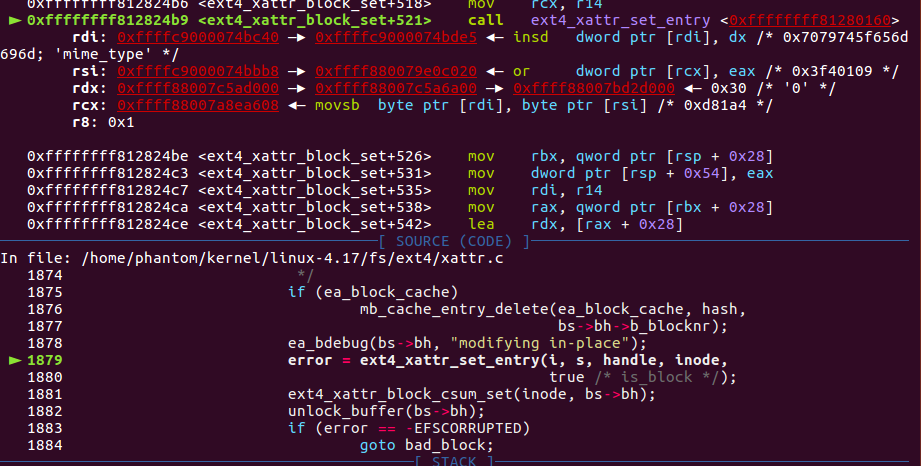 0xffffffff812824b6 <ext4_xattr_block_set+518> mov rcx, r14
► 0xffffffff812824b9 <ext4_xattr_block_set+521> call ext4_xattr_set_entry <0xffffffff81280160>
rdi: 0xffffc9000074bc40 —► 0xffffc9000074bde5 ◄— insd dword ptr [rdi], dx /* 0x7079745f656d
696d; 'mime_type' */
rsi: 0xffffc9000074bbb8 —► 0xffff880079e0c020 ◄— or dword ptr [rcx], eax /* 0x3f40109 */
rdx: 0xffff88007c5ad000 —► 0xffff88007c5a6a00 —► 0xffff88007bd2d000 ◄— 0x30 /* '0' */
rcx: 0xffff88007a8ea608 ◄— movsb byte ptr [rdi], byte ptr [rsi] /* 0xd81a4 */
r8: 0x1
0xffffffff812824be <ext4_xattr_block_set+526> mov rbx, qword ptr [rsp + 0x28]
0xffffffff812824c3 <ext4_xattr_block_set+531> mov dword ptr [rsp + 0x54], eax
0xffffffff812824c7 <ext4_xattr_block_set+535> mov rdi, r14
0xffffffff812824ca <ext4_xattr_block_set+538> mov rax, qword ptr [rbx + 0x28]
0xffffffff812824ce <ext4_xattr_block_set+542> lea rdx, [rax + 0x28]
[ SOURCE (CODE) ]
In file: /home/phantom/kernel/linux-4.17/fs/ext4/xattr.c
1874 */
1875 if (ea_block_cache)
1876 mb_cache_entry_delete(ea_block_cache, hash,
1877 bs->bh->b_blocknr);
1878 ea_bdebug(bs->bh, "modifying in-place");
► 1879 error = ext4_xattr_set_entry(i, s, handle, inode,
1880 true /* is_block */);
1881 ext4_xattr_block_csum_set(inode, bs->bh);
1882 unlock_buffer(bs->bh);
1883 if (error == -EFSCORRUPTED)
1884 goto bad_block;
[ STACK ]